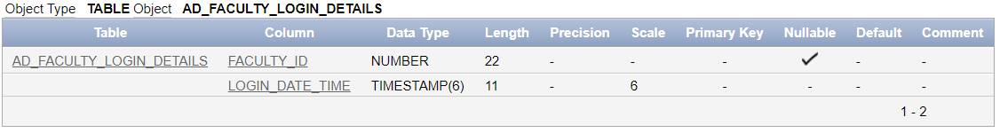 Object Type TABLE Object AD_FACULTY_LOGIN_DETAILS
Table Column Data Type Length Precision Scale Primary Key Nullable Default Comment
AD_FACULTY_LOGIN_DETAILS FACULTY_ID NUMBER 22 - - - ✓ - -
LOGIN_DATE_TIME TIMESTAMP(6) 11 - 6 - - - -
1 - 2